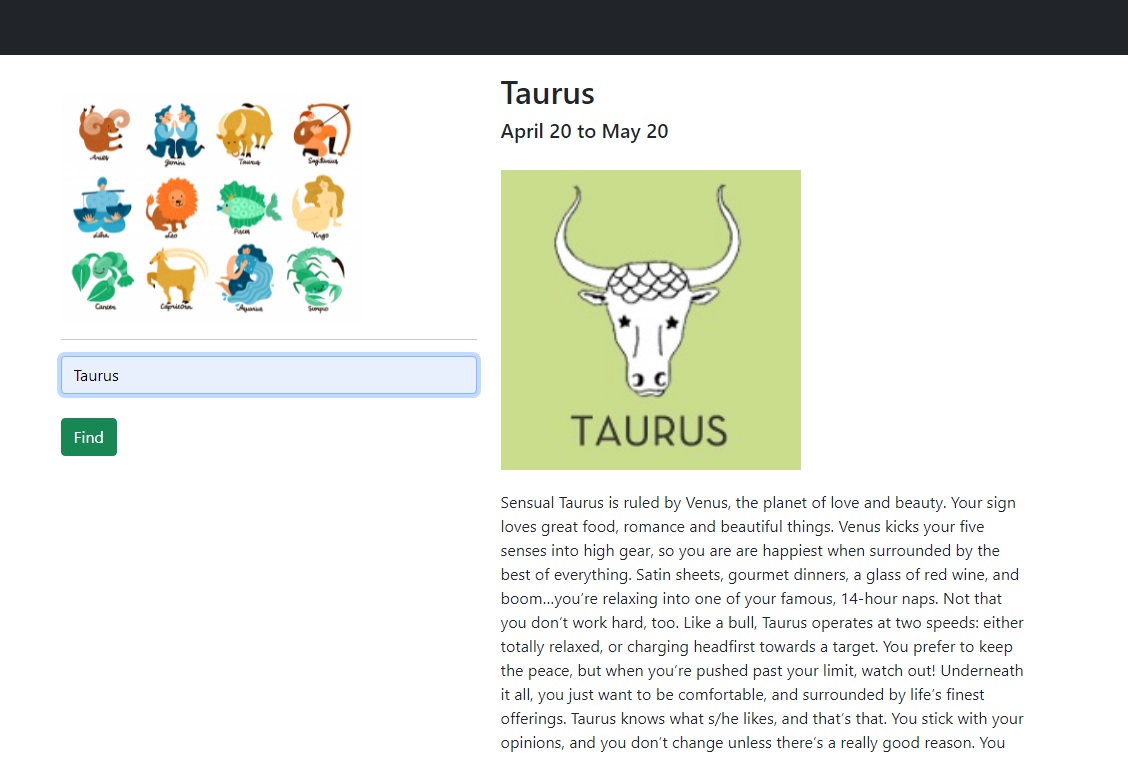 Aries Gemini Taurus Sagittarius
Libra Leo Pisces Virgo
Cancer Capricorn Aquarius Scorpio
Taurus
Find
Taurus
April 20 to May 20
TAURUS
Sensual Taurus is ruled by Venus, the planet of love and beauty. Your sign
loves great food, romance and beautiful things. Venus kicks your five
senses into high gear, so you are are happiest when surrounded by the
best of everything. Satin sheets, gourmet dinners, a glass of red wine, and
boom…you’re relaxing into one of your famous, 14-hour naps. Not that
you don’t work hard, too. Like a bull, Taurus operates at two speeds: either
totally relaxed, or charging headfirst towards a target. You prefer to keep
the peace, but when you’re pushed past your limit, watch out! Underneath
it all, you just want to be comfortable, and surrounded by life’s finest
offerings. Taurus knows what s/he likes, and that’s that. You stick with your
opinions, and you don’t change unless there’s a really good reason. You